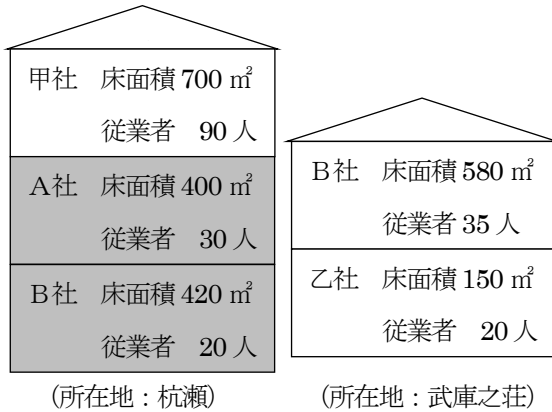 甲社　床面積 700 ㎡
従業者　90 人
A社　床面積 400 ㎡
従業者　30 人
B社　床面積 420 ㎡
従業者　20 人
(所在地：杭瀬)
B社　床面積 580 ㎡
従業者 35 人
乙社　床面積 150 ㎡
従業者　20 人
(所在地：武庫之荘)